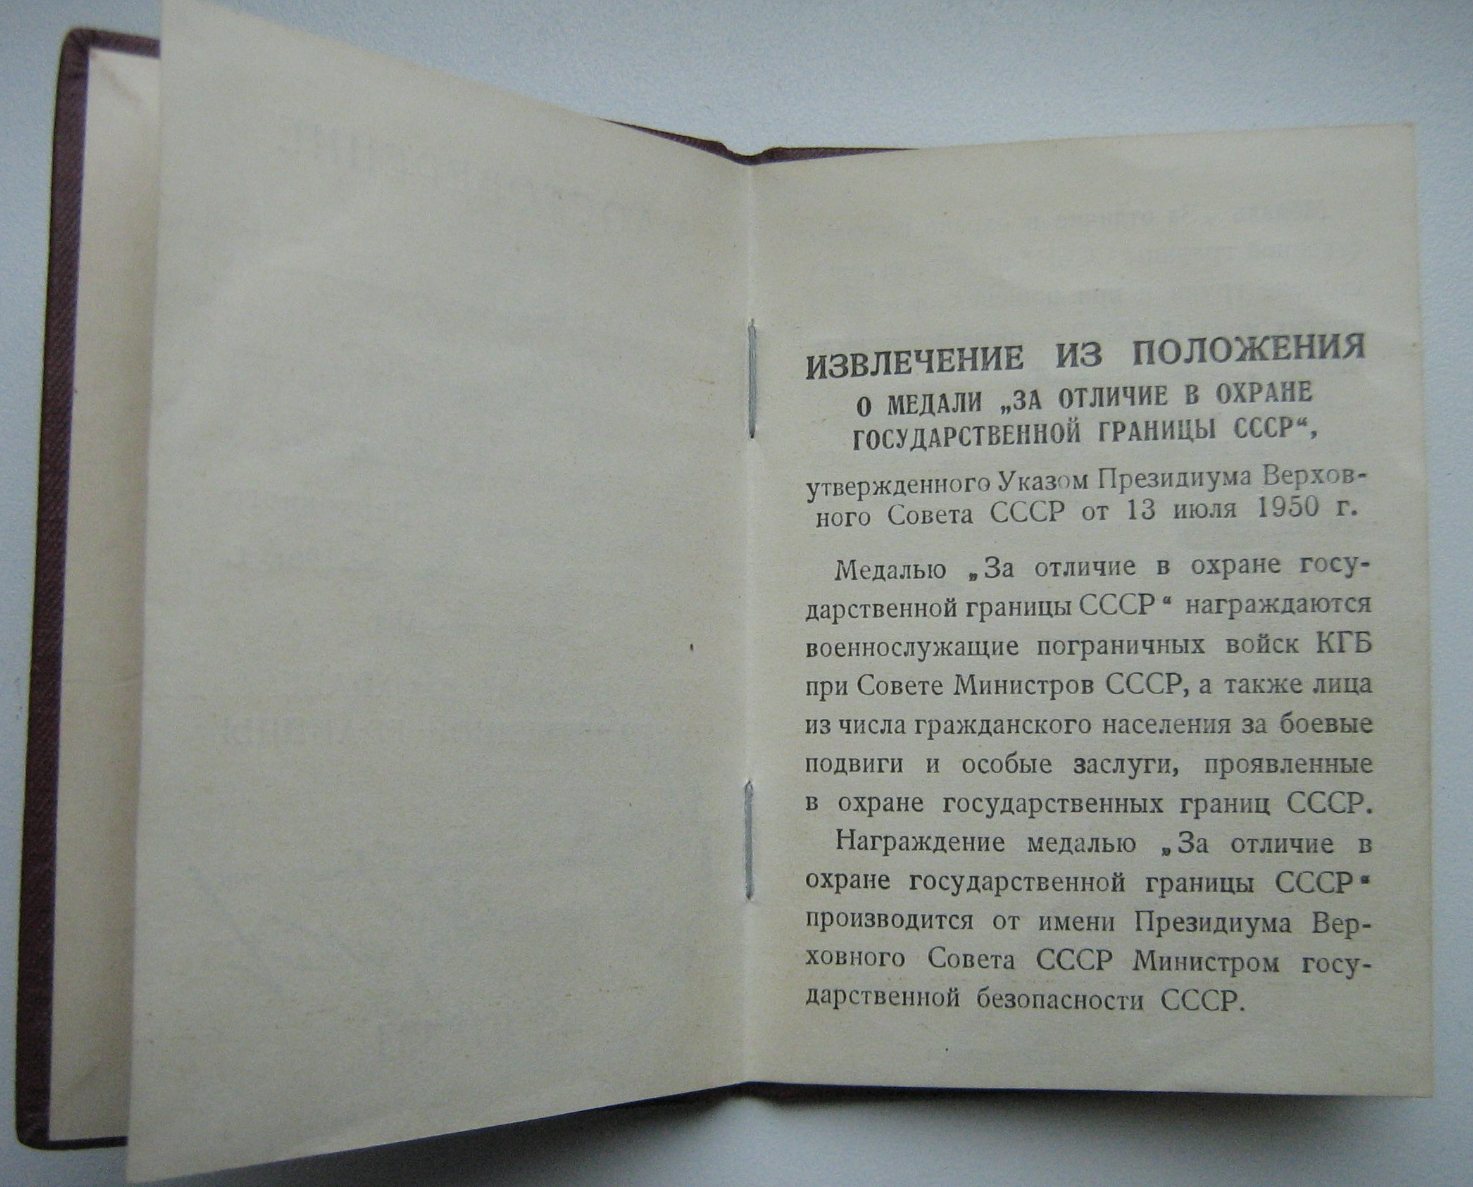 ИЗВЛЕЧЕНИЕ ИЗ ПОЛОЖЕНИЯ
О МЕДАЛИ „ЗА ОТЛИЧИЕ В ОХРАНЕ
ГОСУДАРСТВЕННОЙ ГРАНИЦЫ СССР“,
утвержденного Указом Президиума Верхов-
ного Совета СССР от 13 июля 1950 г.
Медалью „За отличие в охране госу-
дарственной границы СССР“ награждаются
военнослужащие пограничных войск КГБ
при Совете Министров СССР, а также лица
из числа гражданского населения за боевые
подвиги и особые заслуги, проявленные
в охране государственных границ СССР.
Награждение медалью „За отличие в
охране государственной границы СССР“
производится от имени Президиума Вер-
ховного Совета СССР Министром госу-
дарственной безопасности СССР.